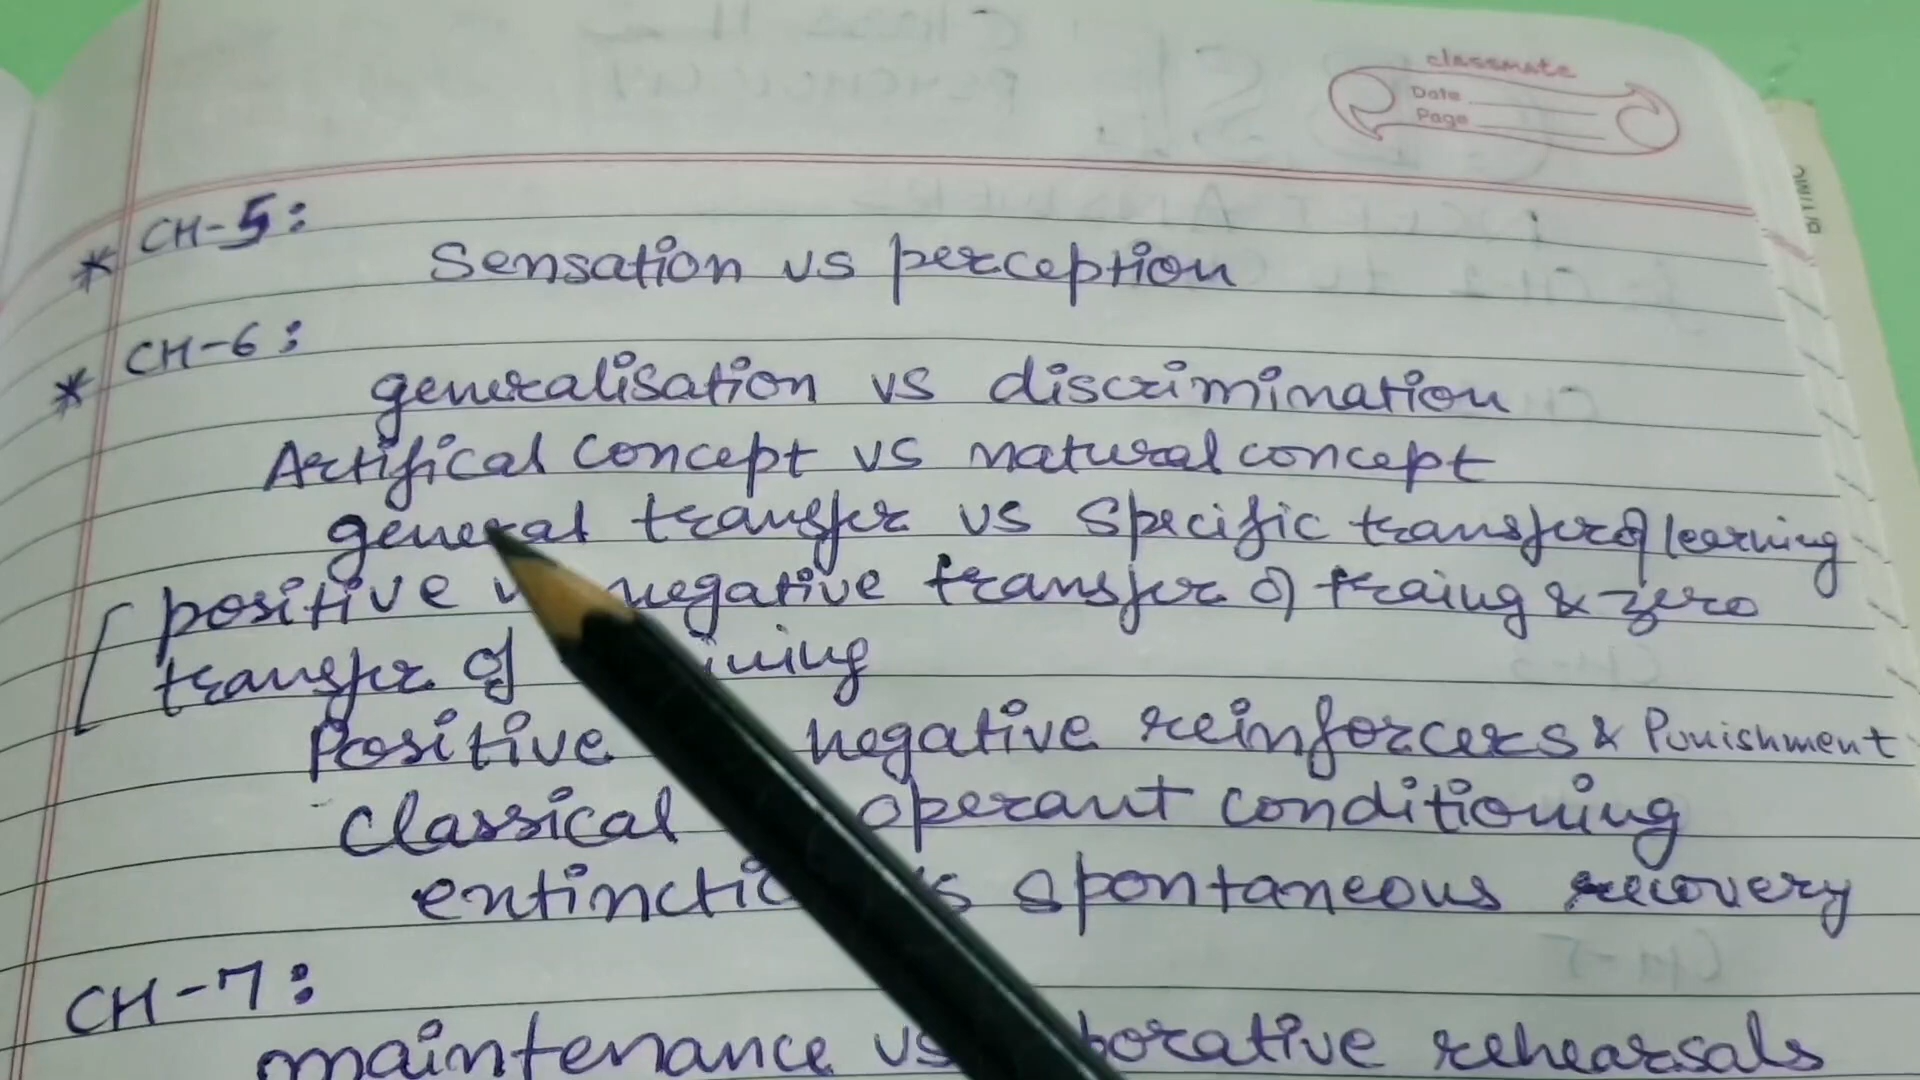 classmate
Date
Page
* CH-5:
Sensation vs perception
* CH-6:
generalisation vs discrimination
Artifical concept vs natural concept
general transfer vs specific transfer of learning
positive negative transfer of traing & zero
transfer of
Positive negative reinforcers & Punishment
Classical operant conditioning
spontaneous recovery
CH-7:
maintenance vs rehearsals